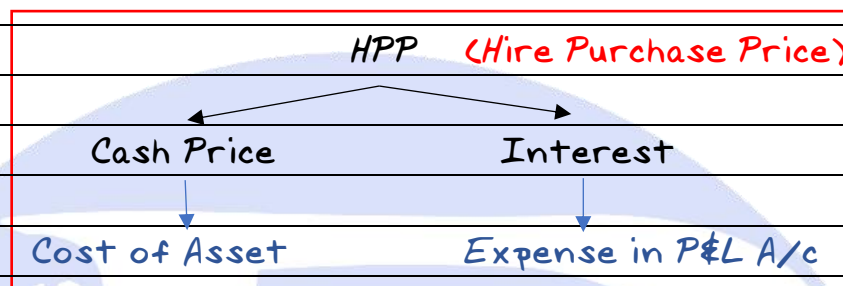 HPP (Hire Purchase Price)
Cash Price Interest
Cost of Asset Expense in P&L A/c